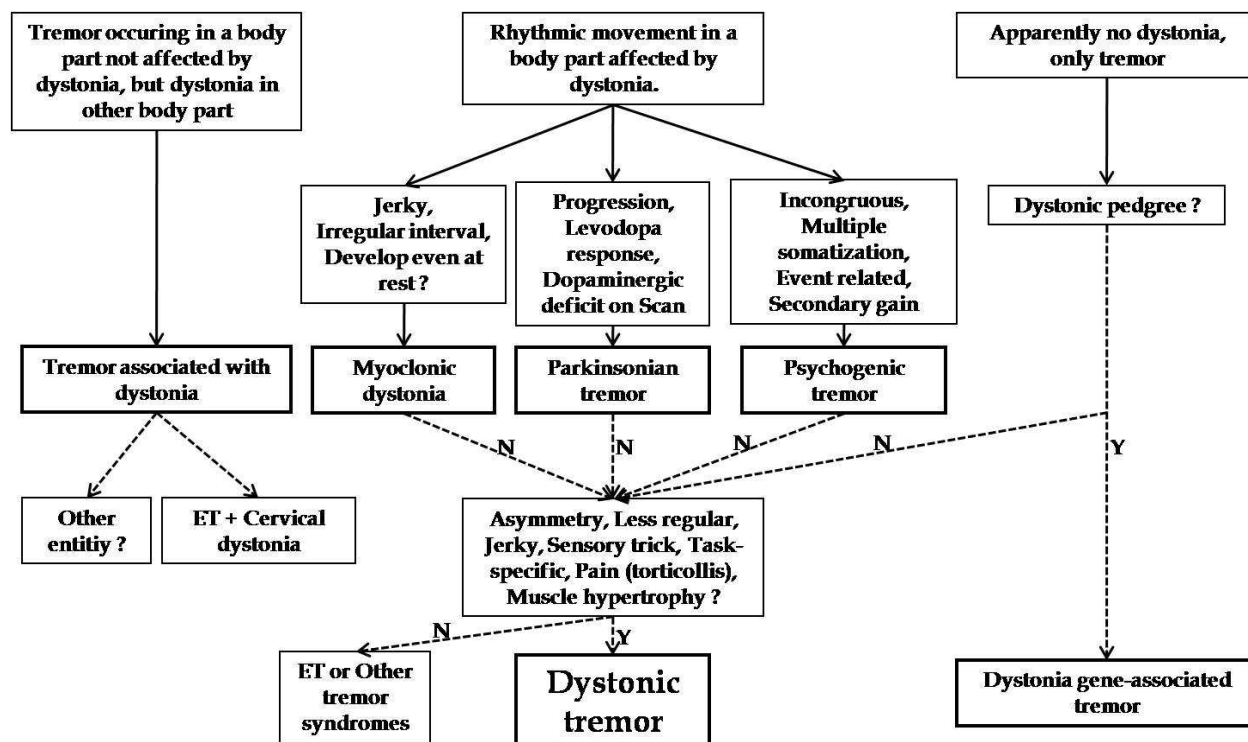 Tremor occuring in a body
part not affected by
dystonia, but dystonia in
other body part
Rhythmic movement in a
body part affected by
dystonia.
Apparently no dystonia,
only tremor
Jerky,
Irregular interval,
Develop even at
rest ?
Progression,
Levodopa
response,
Dopaminergic
deficit on Scan
Incongruous,
Multiple
somatization,
Event related,
Secondary gain
Dystonic pedgree ?
Tremor associated with
dystonia
Myoclonic
dystonia
Parkinsonian
tremor
Psychogenic
tremor
N
N
N
N
Y
Other
entitiy ?
ET + Cervical
dystonia
Asymmetry, Less regular,
Jerky, Sensory trick, Task-
specific, Pain (torticollis),
Muscle hypertrophy ?
N
Y
ET or Other
tremor
syndromes
Dystonic
tremor
Dystonia gene-associated
tremor